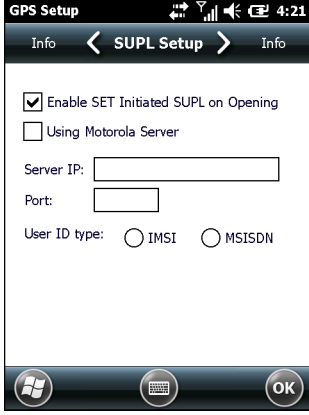 GPS Setup 4:21
Info SUPL Setup Info
Enable SET Initiated SUPL on Opening
Using Motorola Server
Server IP:
Port:
User ID type: IMSI MSISDN
OK